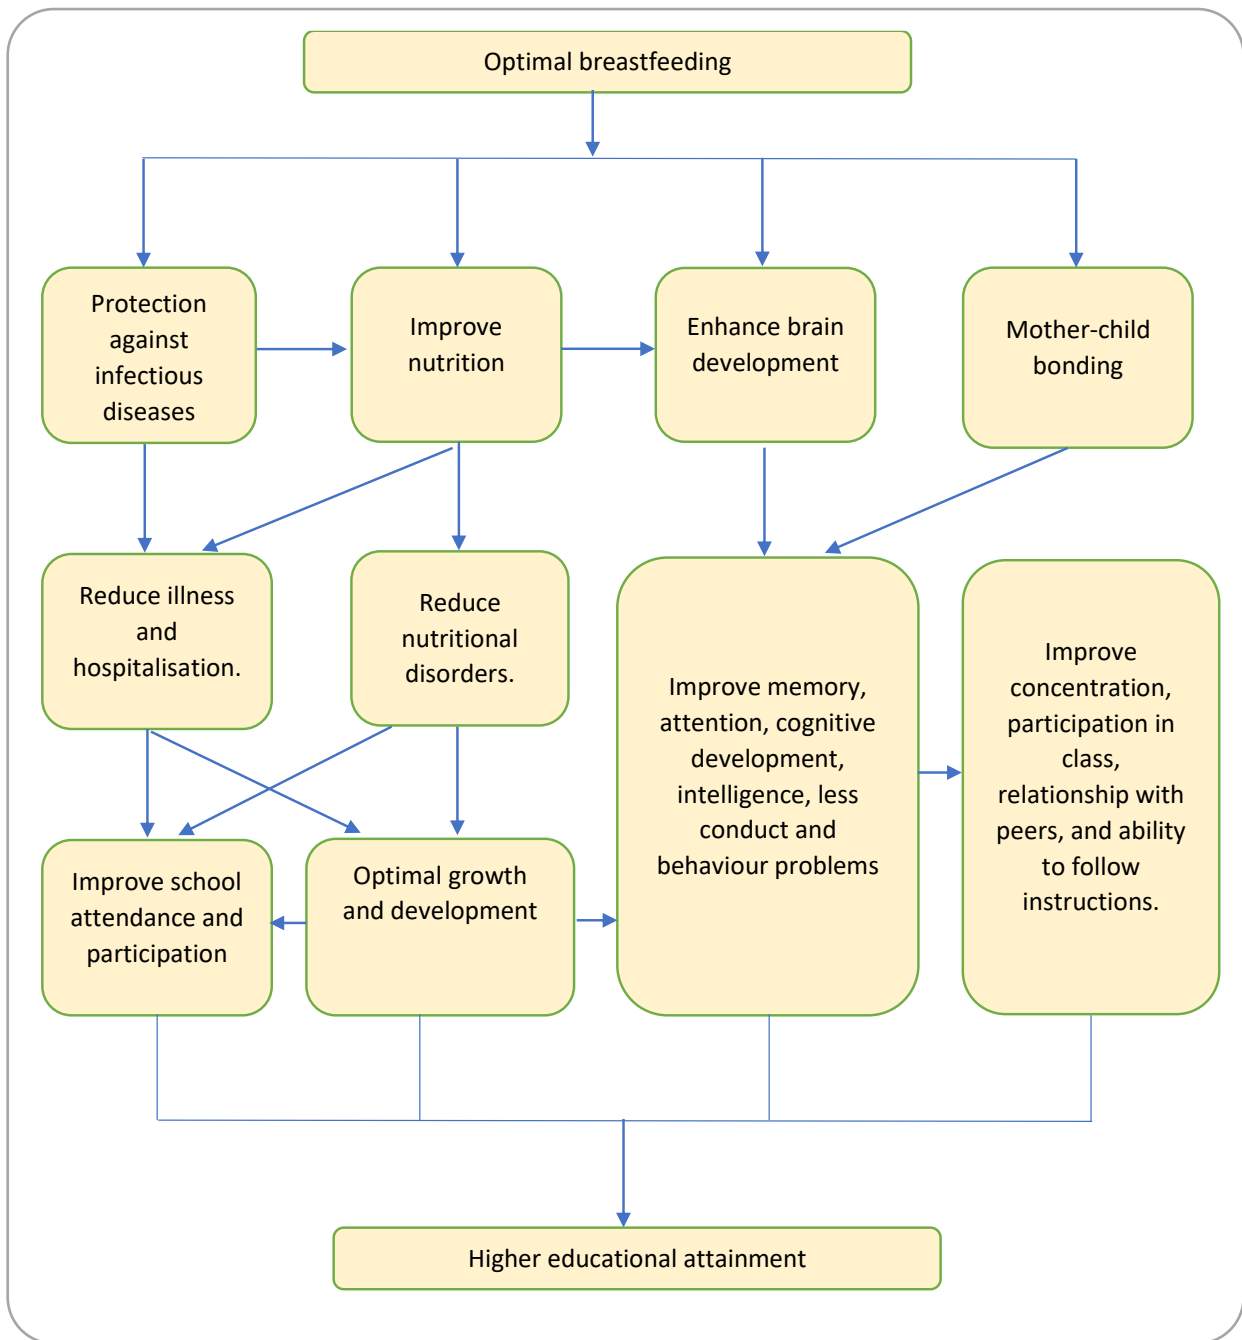 Optimal breastfeeding
Protection
against
infectious
diseases
Improve
nutrition
Enhance brain
development
Mother-child
bonding
Reduce illness
and
hospitalisation.
Reduce
nutritional
disorders.
Improve memory,
attention, cognitive
development,
intelligence, less
conduct and
behaviour problems
Improve
concentration,
participation in
class,
relationship with
peers, and ability
to follow
instructions.
Improve school
attendance and
participation
Optimal growth
and development
Higher educational attainment